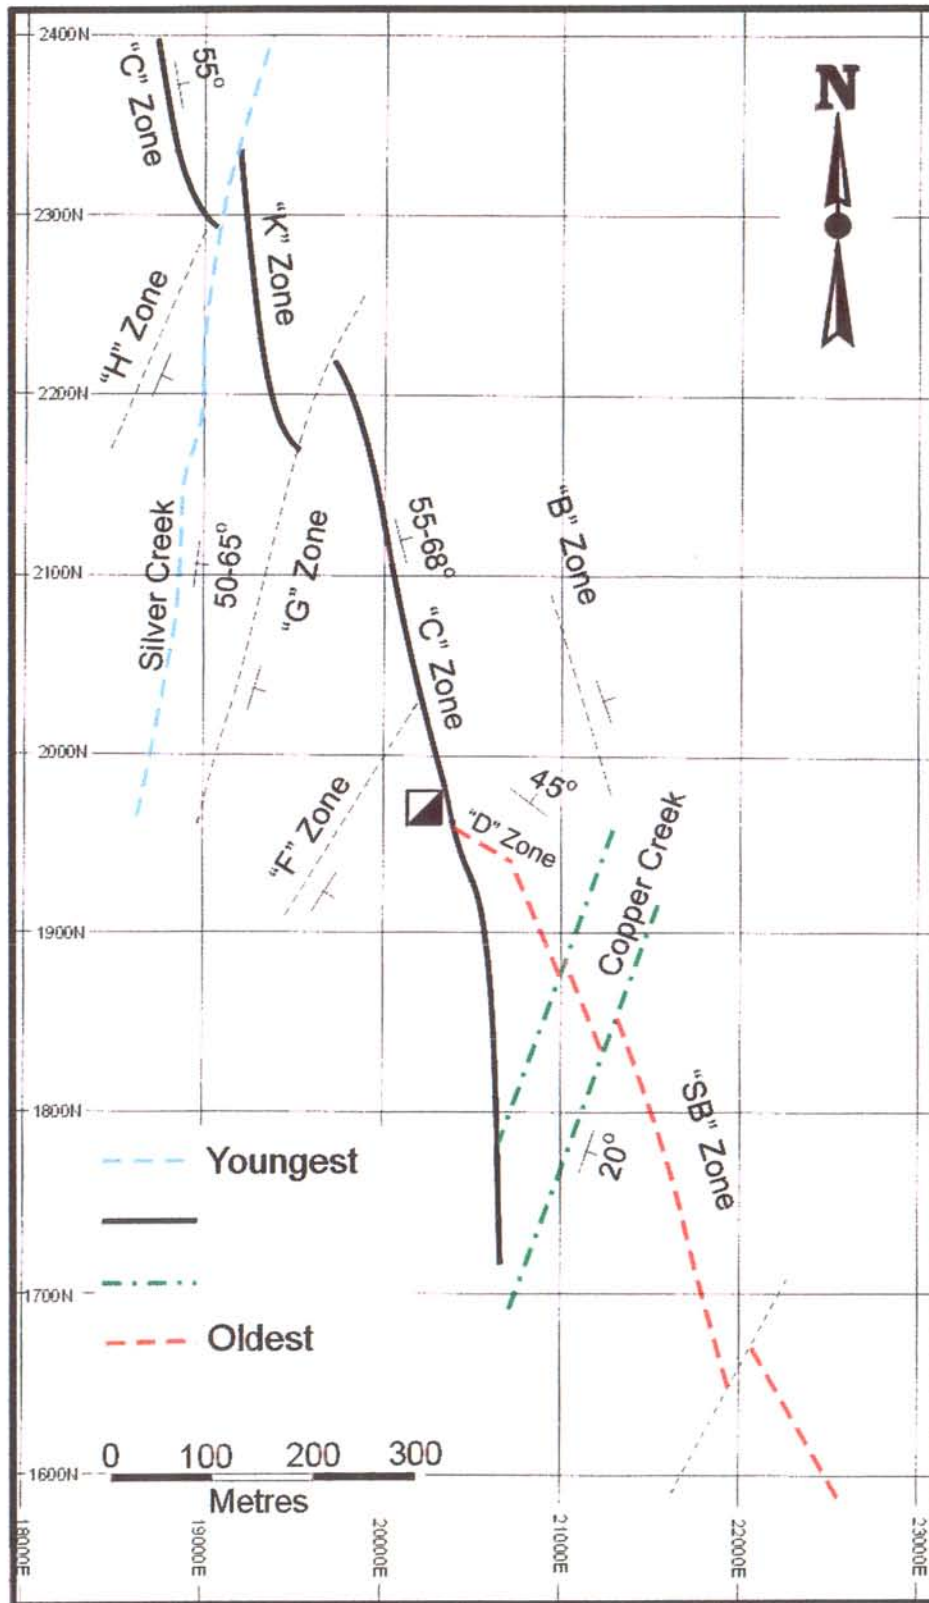 2400N
"C" Zone
55°
N
2300N
"K" Zone
"H" Zone
2200N
Silver Creek
50-65°
"G" Zone
55-68°
"B" Zone
2100N
"C" Zone
2000N
"F" Zone
45°
"D" Zone
Copper Creek
1900N
1800N
20°
"SB" Zone
Youngest
1700N
Oldest
0 100 200 300
Metres
1600N
18000E
19000E
20000E
21000E
22000E
23000E